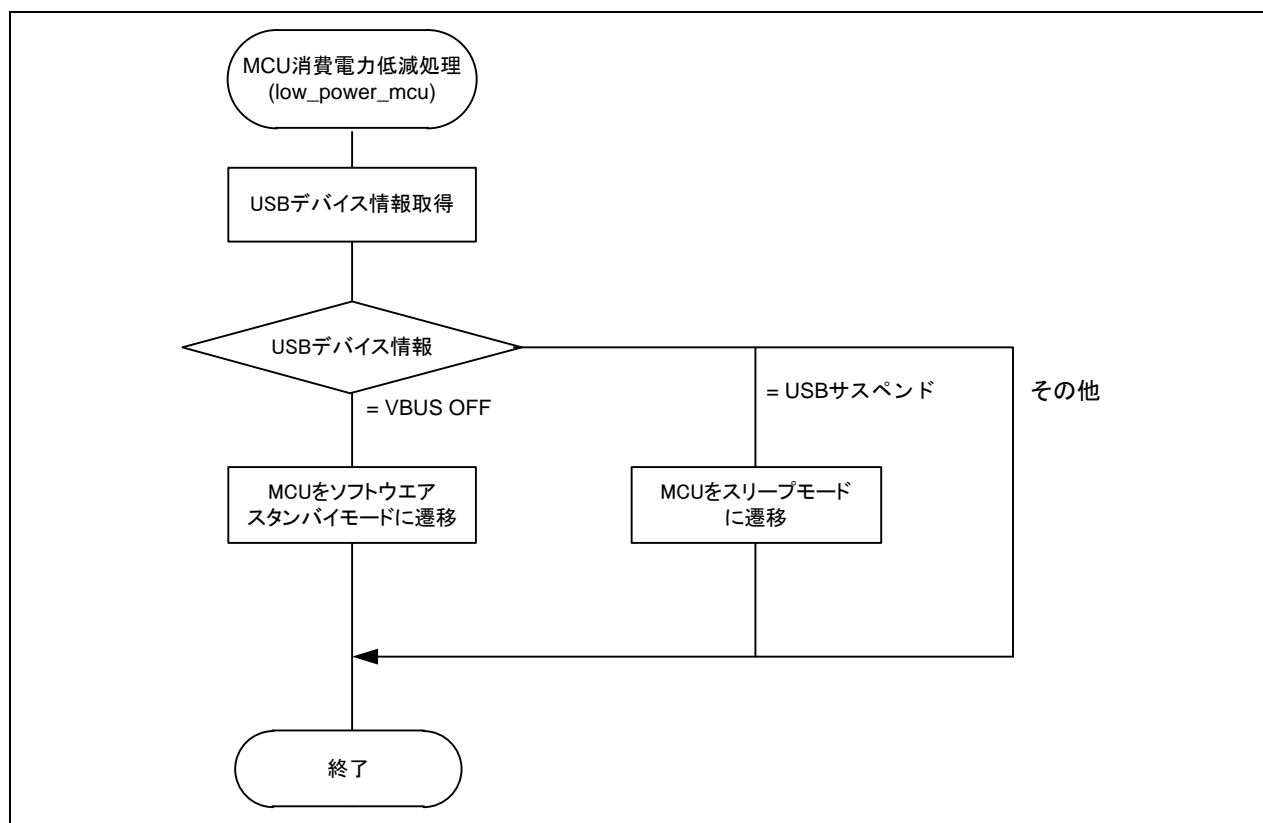 MCU消費電力低減処理
(low_power_mcu)
USBデバイス情報取得
USBデバイス情報
= VBUS OFF
= USBサスペンド
その他
MCUをソフトウエア
スタンバイモードに遷移
MCUをスリープモード
に遷移
終了